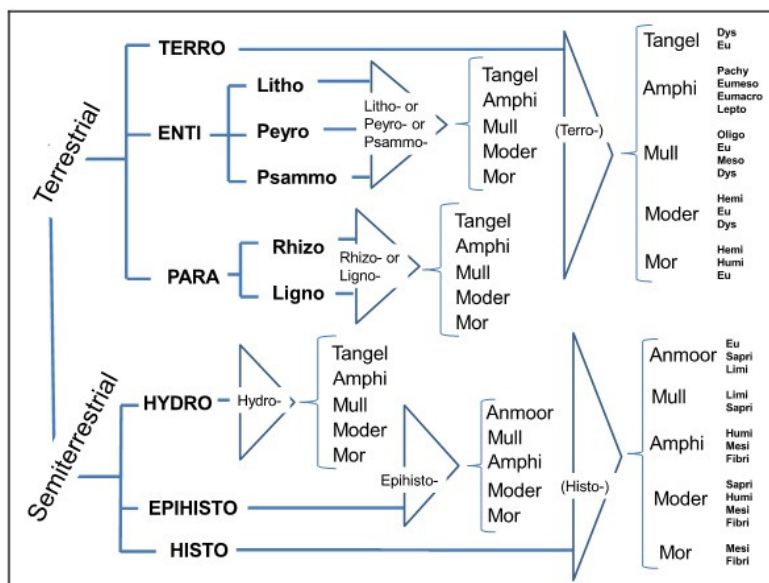 Terrestrial
TERRO
ENTI
Litho
Peyro
Psammo
Litho- or
Peyro- or
Psammo-
Tangel
Amphi
Mull
Moder
Mor
PARA
Rhizo
Ligno
Rhizo- or
Ligno-
Tangel
Amphi
Mull
Moder
Mor
(Terro-)
Tangel
Dys
Eu
Amphi
Pachy
Eumeso
Eumacro
Lepto
Mull
Oligo
Eu
Meso
Dys
Moder
Hemi
Eu
Dys
Mor
Hemi
Humi
Eu
Semiterrestrial
HYDRO
Hydro-
Tangel
Amphi
Mull
Moder
Mor
EPIHISTO
Epihisto-
Anmoor
Mull
Amphi
Moder
Mor
HISTO
(Histo-)
Anmoor
Eu
Sapri
Limi
Mull
Limi
Sapri
Amphi
Humi
Mesi
Fibri
Moder
Sapri
Humi
Mesi
Fibri
Mor
Mesi
Fibri